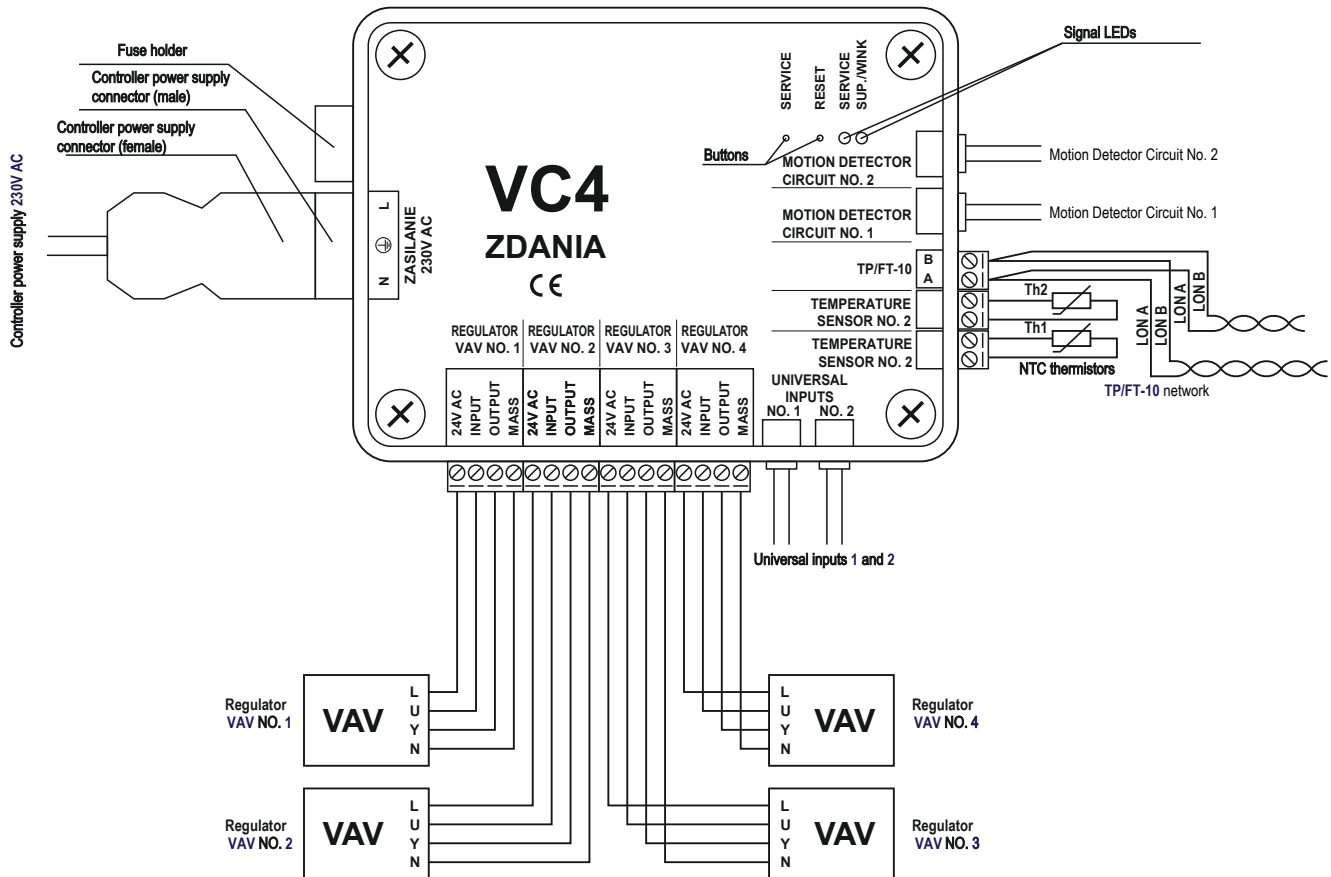 Fuse holder
Controller power supply
connector (male)
Controller power supply
connector (female)
Controller power supply 230V AC
L
N
ZASILANIE
230V AC
VC4
ZDANIA
CE
SERVICE
RESET
SERVICE
SUP./WINK
Signal LEDs
Buttons
MOTION DETECTOR
CIRCUIT NO. 2
Motion Detector Circuit No. 2
MOTION DETECTOR
CIRCUIT NO. 1
Motion Detector Circuit No. 1
TP/FT-10
B
A
TEMPERATURE
SENSOR NO. 2
TEMPERATURE
SENSOR NO. 2
Th2
Th1
NTC thermistors
LON A
LON B
LON A
LON B
TP/FT-10 network
REGULATOR
VAV NO. 1
REGULATOR
VAV NO. 2
REGULATOR
VAV NO. 3
REGULATOR
VAV NO. 4
24V AC
INPUT
OUTPUT
MASS
24V AC
INPUT
OUTPUT
MASS
24V AC
INPUT
OUTPUT
MASS
24V AC
INPUT
OUTPUT
MASS
UNIVERSAL
INPUTS
NO. 1
NO. 2
Universal inputs 1 and 2
Regulator
VAV NO. 1
VAV
L
U
Y
N
L
U
Y
N
VAV
Regulator
VAV NO. 4
Regulator
VAV NO. 2
VAV
L
U
Y
N
L
U
Y
N
VAV
Regulator
VAV NO. 3